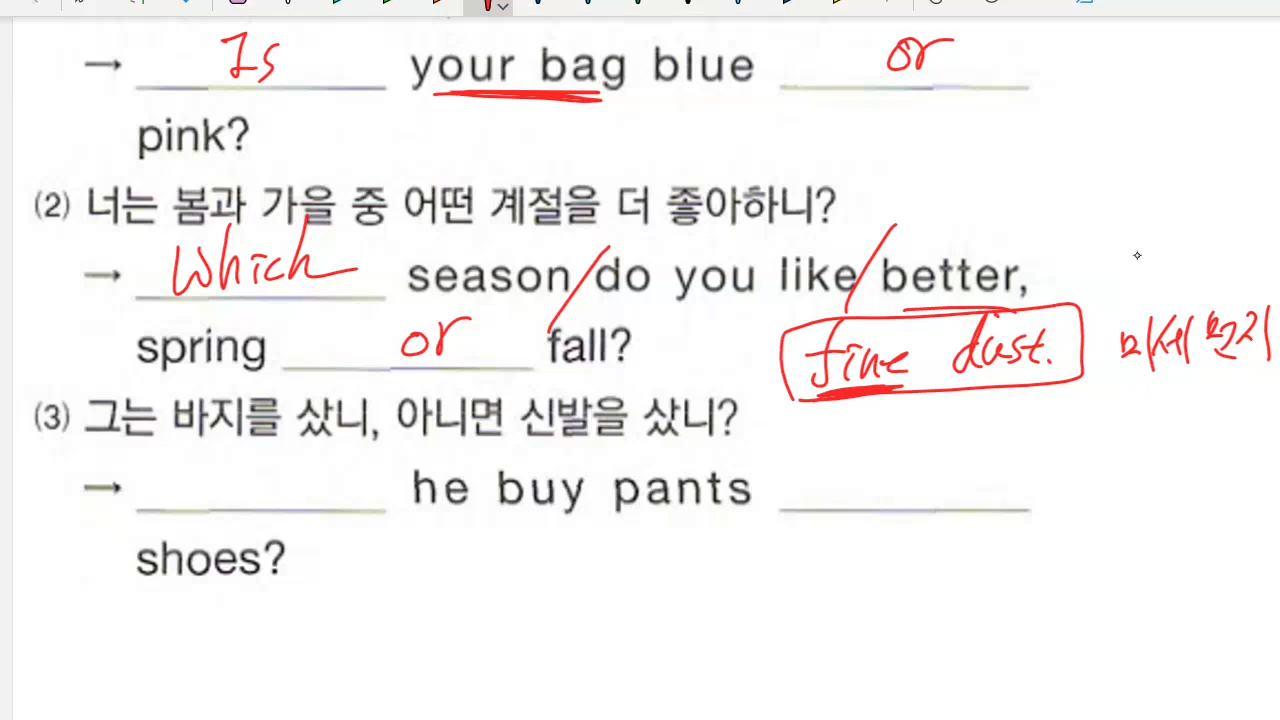 → Is your bag blue or
pink?
(2) 너는 봄과 가을 중 어떤 계절을 더 좋아하니?
→ Which season do you like better,
spring or fall?
fine dust. 미세먼지
(3) 그는 바지를 샀니, 아니면 신발을 샀니?
→ he buy pants
shoes?